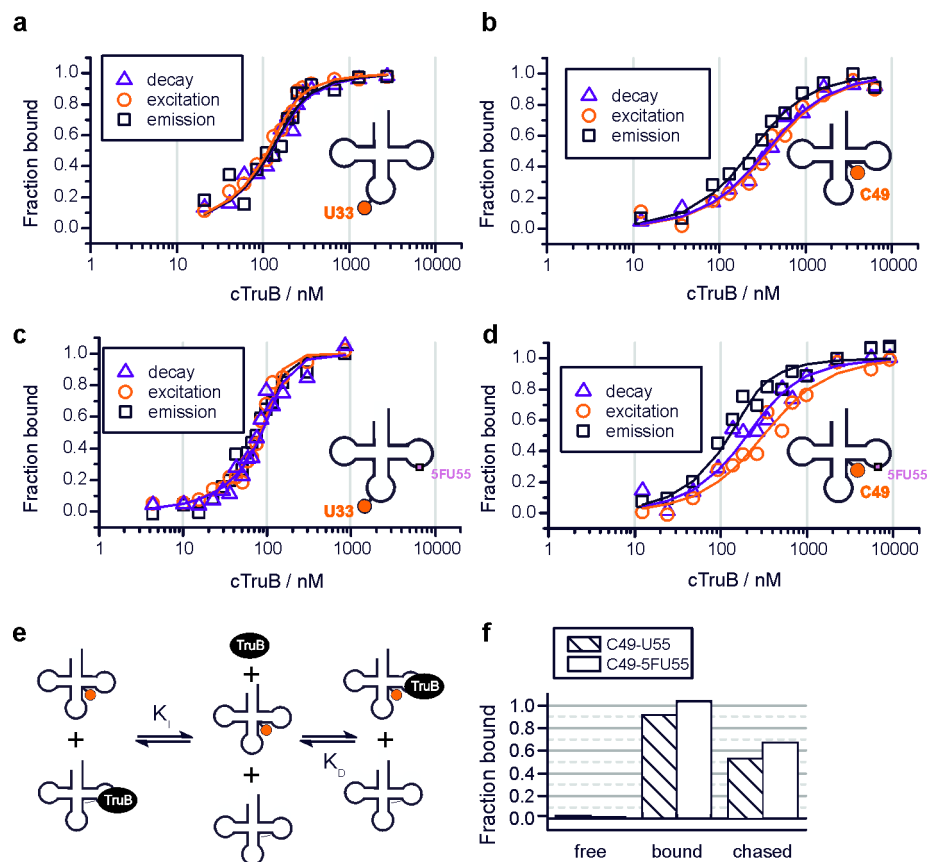 a
Fraction bound
1.0
0.8
0.6
0.4
0.2
0.0
decay
excitation
emission
U33
1 10 100 1000 10000
cTruB / nM
b
Fraction bound
1.0
0.8
0.6
0.4
0.2
0.0
decay
excitation
emission
C49
1 10 100 1000 10000
cTruB / nM
c
Fraction bound
1.0
0.8
0.6
0.4
0.2
0.0
decay
excitation
emission
5FU55
U33
1 10 100 1000 10000
cTruB / nM
d
Fraction bound
1.0
0.8
0.6
0.4
0.2
0.0
decay
excitation
emission
C49 5FU55
10 100 1000 10000
cTruB / nM
e
TruB
+
TruB
+
K_I
+
K_D
+
TruB
+
f
C49-U55
C49-5FU55
Fraction bound
1.0
0.8
0.6
0.4
0.2
0.0
free bound chased